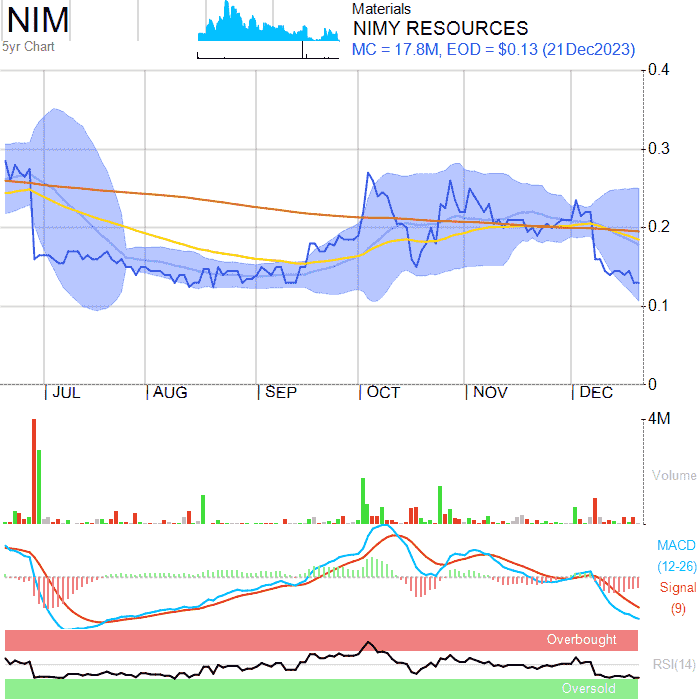 NIM
5yr Chart
Materials
NIMY RESOURCES
MC = 17.8M, EOD = $0.13 (21Dec2023)
0.4
0.3
0.2
0.1
0
JUL AUG SEP OCT NOV DEC
4M
Volume
MACD
(12-26)
Signal
(9)
Overbought
RSI(14)
Oversold